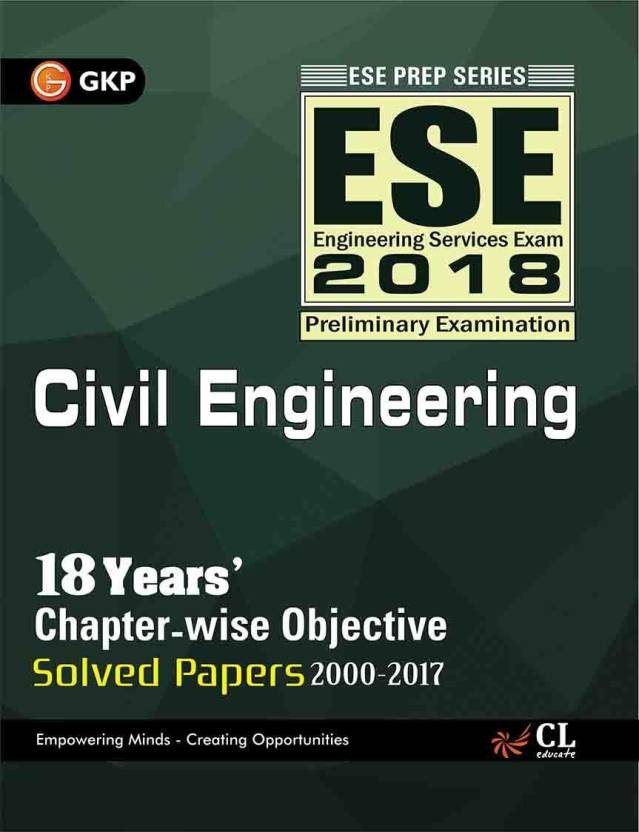 GKP
ESE PREP SERIES
ESE
Engineering Services Exam
2018
Preliminary Examination
Civil Engineering
18 Years'
Chapter-wise Objective
Solved Papers 2000-2017
Empowering Minds - Creating Opportunities
CL
educate